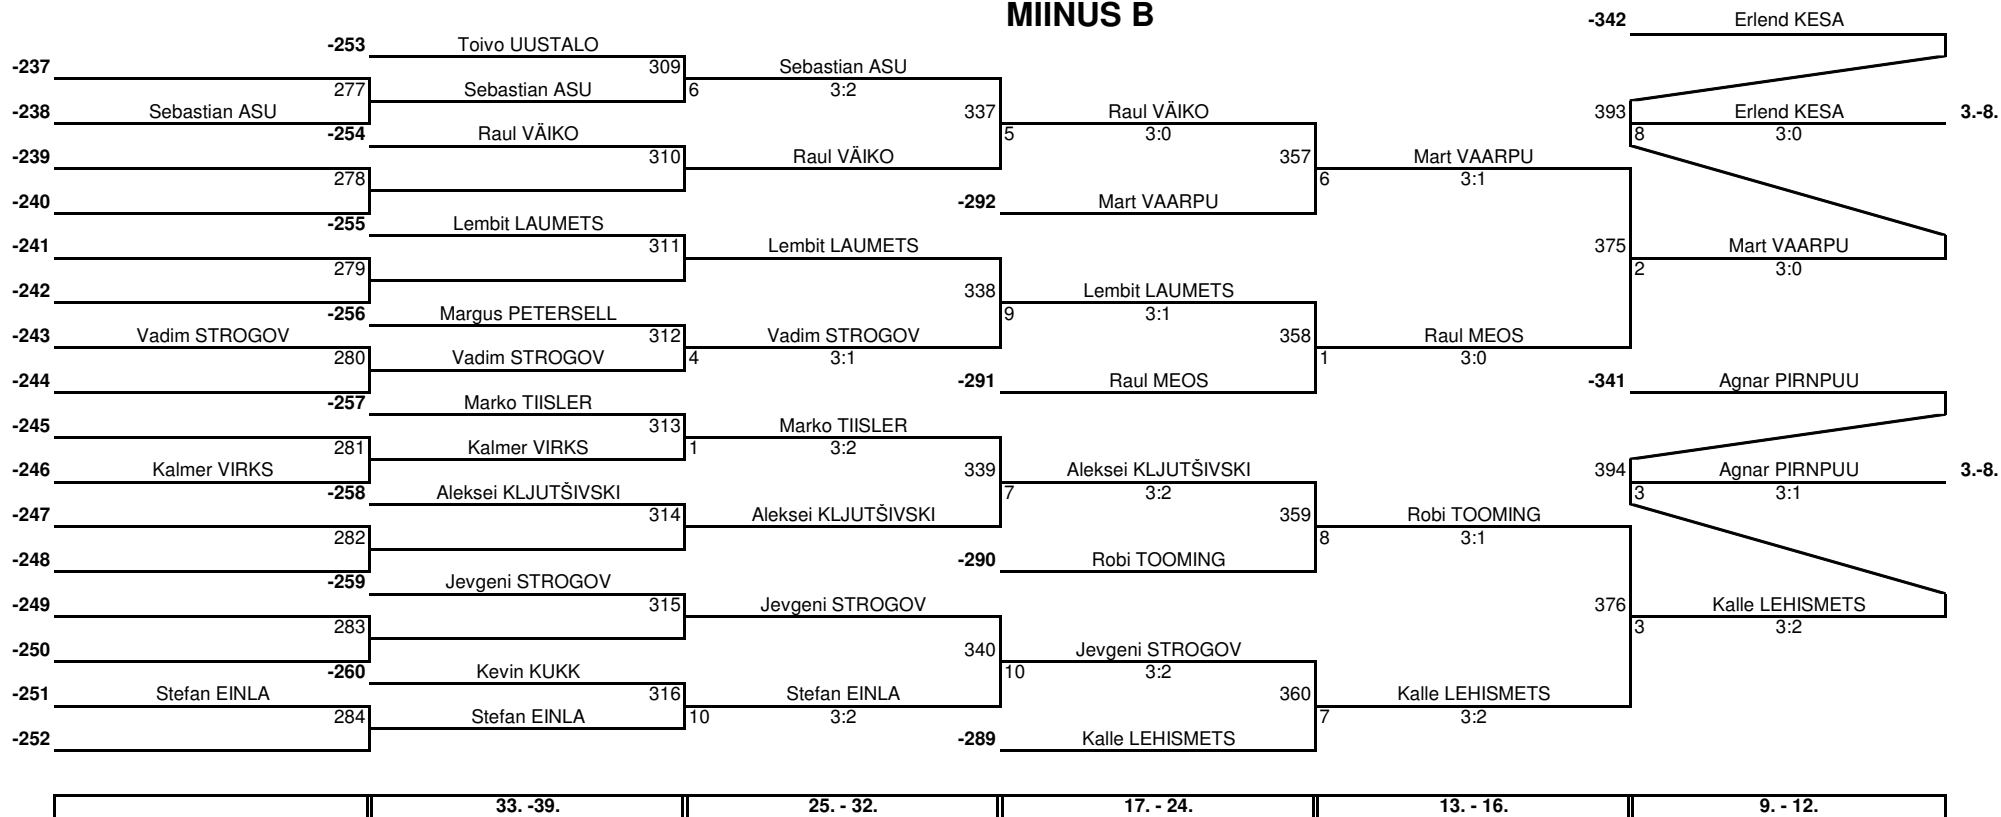 MIINUS B
-342 Erlend KESA
-253 Toivo UUSTALO
-237 309 Sebastian ASU
277 Sebastian ASU 6 3:2
-238 Sebastian ASU 337 Raul VÄIKO 393 Erlend KESA 3.-8.
-254 Raul VÄIKO 5 3:0 8 3:0
-239 310 Raul VÄIKO 357 Mart VAARPU
278 6 3:1
-240 -292 Mart VAARPU
-255 Lembit LAUMETS
-241 311 Lembit LAUMETS 375 Mart VAARPU
279 2 3:0
-242 338 Lembit LAUMETS
-256 Margus PETERSELL 9 3:1
-243 Vadim STROGOV 312 Vadim STROGOV 358 Raul MEOS
280 Vadim STROGOV 4 3:1 1 3:0
-244 -291 Raul MEOS -341 Agnar PIRNPUU
-257 Marko TIISLER
-245 313 Marko TIISLER
281 Kalmer VIRKS 1 3:2
-246 Kalmer VIRKS 339 Aleksei KLJUTŠIVSKI 394 Agnar PIRNPUU 3.-8.
-258 Aleksei KLJUTŠIVSKI 7 3:2 3 3:1
-247 314 Aleksei KLJUTŠIVSKI 359 Robi TOOMING
282 8 3:1
-248 -290 Robi TOOMING
-259 Jevgeni STROGOV
-249 315 Jevgeni STROGOV 376 Kalle LEHISMETS
283 3 3:2
-250 340 Jevgeni STROGOV
-260 Kevin KUKK 10 3:2
-251 Stefan EINLA 316 Stefan EINLA 360 Kalle LEHISMETS
284 Stefan EINLA 10 3:2 7 3:2
-252 -289 Kalle LEHISMETS
33. -39. 25. - 32. 17. - 24. 13. - 16. 9. - 12.